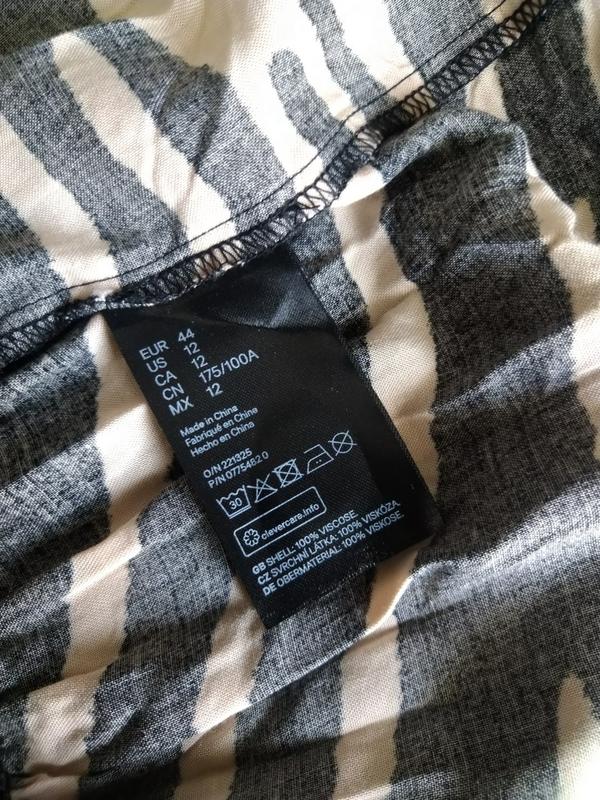 EUR 44
US 12
CA 12
CN 175/100A
MX 12
Made in China
Fabriqué en Chine
Hecho en China
O/N 221325
P/N 0775482 0
30
clevercare.info
GB SHELL: 100% VISCOSE.
CZ SVRCHNÍ LÁTKA: 100% VISKÓZA.
DE OBERMATERIAL: 100% VISKOSE.